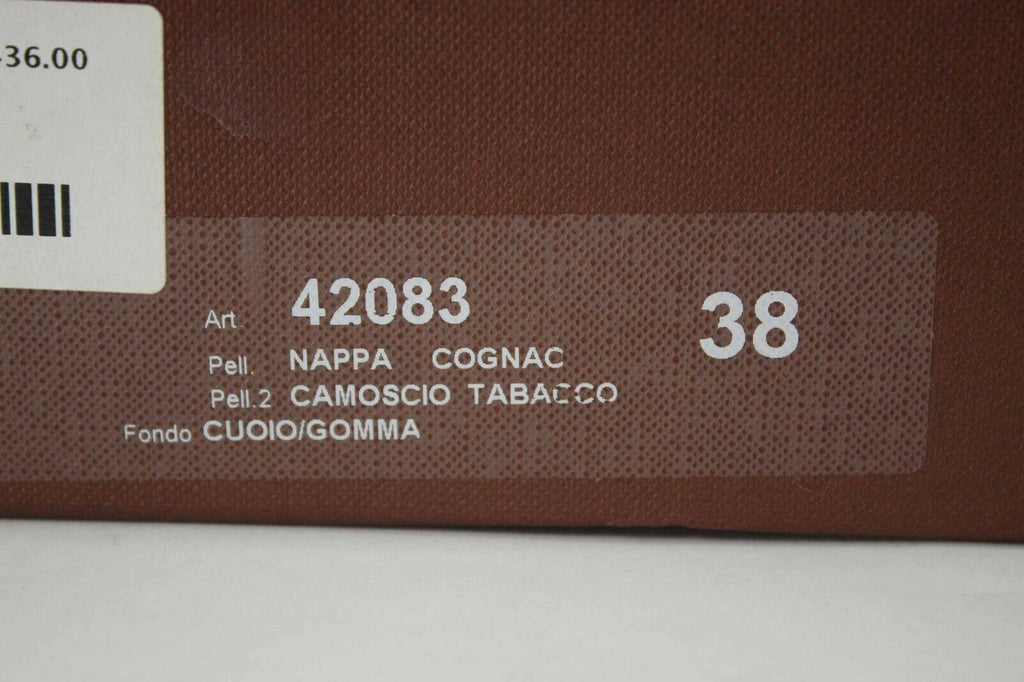 -36.00
Art. 42083 38
Pell. NAPPA COGNAC
Pell.2 CAMOSCIO TABACCO
Fondo CUOIO/GOMMA